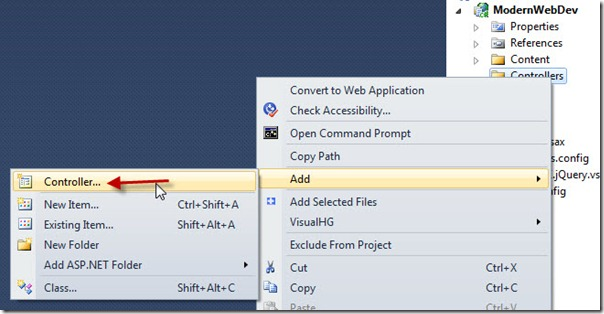 ModernWebDev
Properties
References
Content
Controllers
Convert to Web Application
Check Accessibility...
Open Command Prompt
Copy Path
Add
Add Selected Files
VisualHG
Exclude From Project
Cut Ctrl+X
Copy Ctrl+C
Paste Ctrl+V
Controller...
New Item... Ctrl+Shift+A
Existing Item... Shift+Alt+A
New Folder
Add ASP.NET Folder
Class... Shift+Alt+C
sax
s.config
.jQuery.vs
nfig